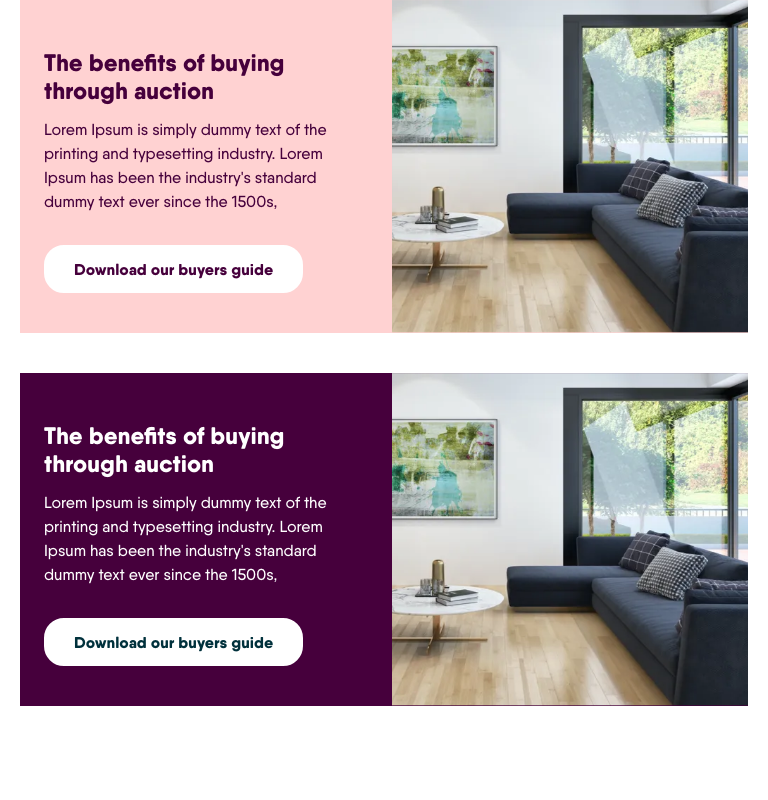 The benefits of buying
through auction
Lorem Ipsum is simply dummy text of the
printing and typesetting industry. Lorem
Ipsum has been the industry's standard
dummy text ever since the 1500s,
Download our buyers guide
The benefits of buying
through auction
Lorem Ipsum is simply dummy text of the
printing and typesetting industry. Lorem
Ipsum has been the industry's standard
dummy text ever since the 1500s,
Download our buyers guide